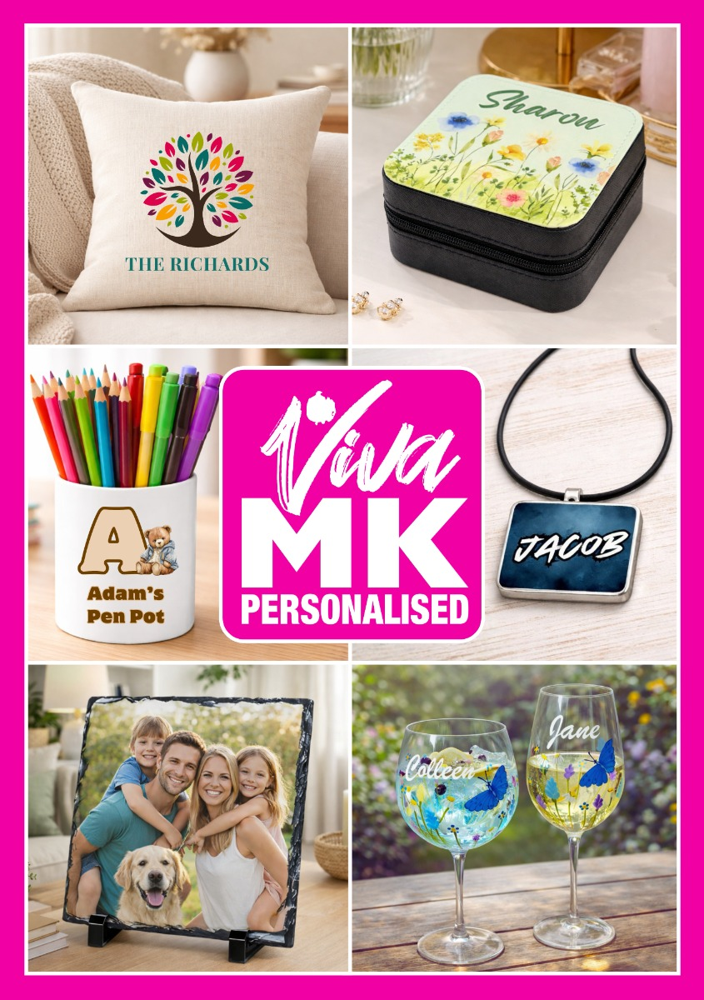 THE RICHARDS
Sharon
A
Adam's
Pen Pot
Viva
MK
PERSONALISED
JACOB
Colleen
Jane